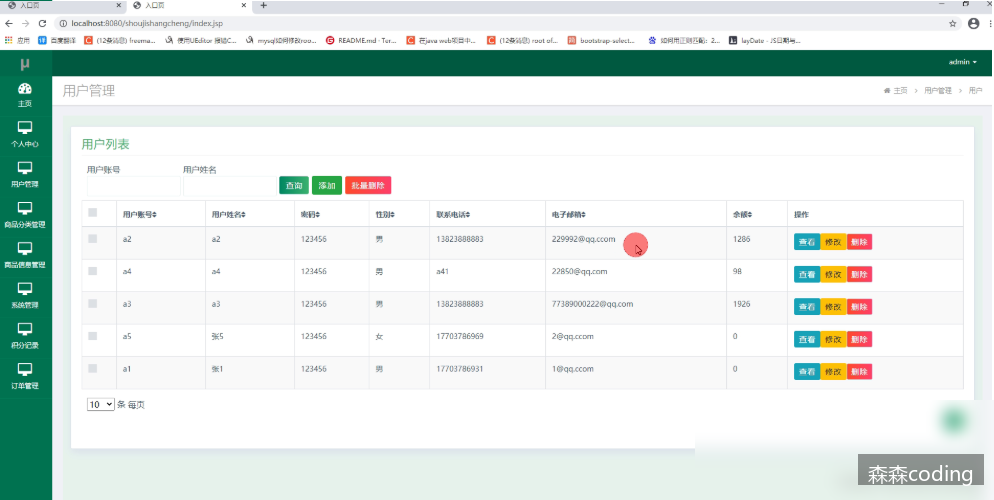 入口页
入口页
localhost:8080/shoujishangcheng/index.jsp
应用 百度翻译 (12条消息) freema... 使用UEditor 报错C... mysql如何修改roo... README.md · Ter... 在java web项目中... (12条消息) root of... bootstrap-select... 如何用正则匹配：2... layDate - JS日期与...
μ
admin
主页
个人中心
用户管理
商品分类管理
商品信息管理
系统管理
积分记录
订单管理
用户管理
主页 > 用户管理 > 用户
用户列表
用户账号 用户姓名
查询 添加 批量删除
用户账号 用户姓名 密码 性别 联系电话 电子邮箱 余额 操作
a2 a2 123456 男 13823888883 229992@qq.ccom 1286 查看 修改 删除
a4 a4 123456 男 a41 22850@qq.com 98 查看 修改 删除
a3 a3 123456 男 13823888883 77389000222@qq.com 1926 查看 修改 删除
a5 张5 123456 女 17703786969 2@qq.ccom 0 查看 修改 删除
a1 张1 123456 男 17703786931 1@qq.ccom 0 查看 修改 删除
10 条 每页
森森coding